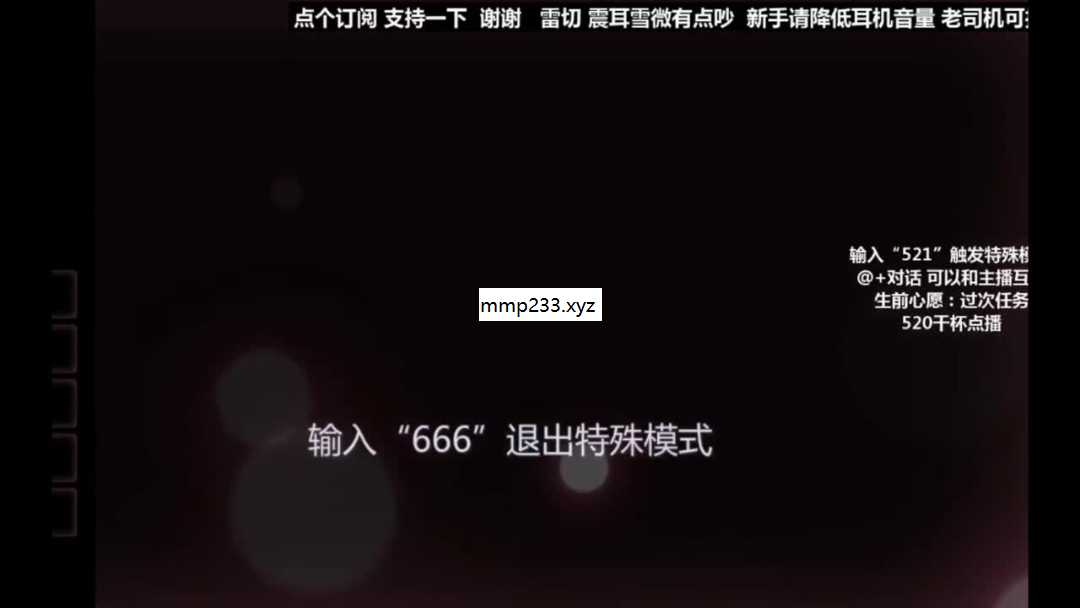 点个订阅 支持一下 谢谢 雷切 震耳雪微有点吵 新手请降低耳机音量 老司机可
输入“521”触发特殊
@+对话 可以和主播互
生前心愿：过次任务
520干杯点播
mmp233.xyz
输入“666”退出特殊模式